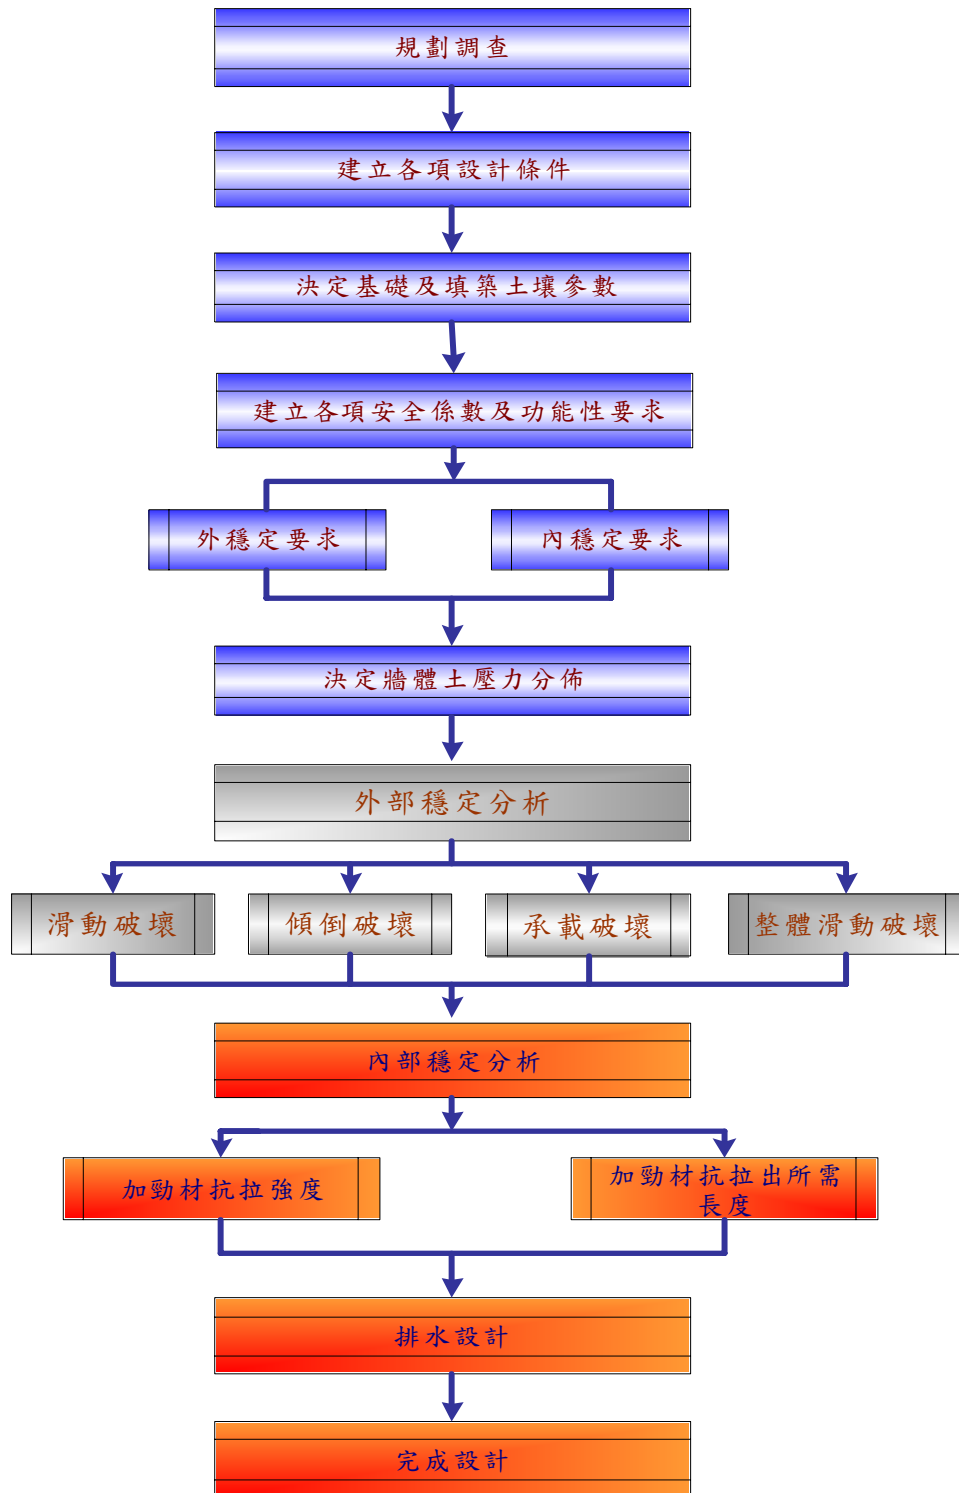 規劃調查
建立各項設計條件
決定基礎及填築土壤參數
建立各項安全係數及功能性要求
外穩定要求
內穩定要求
決定牆體土壓力分佈
外部穩定分析
滑動破壞
傾倒破壞
承載破壞
整體滑動破壞
內部穩定分析
加勁材抗拉強度
加勁材抗拉出所需
長度
排水設計
完成設計